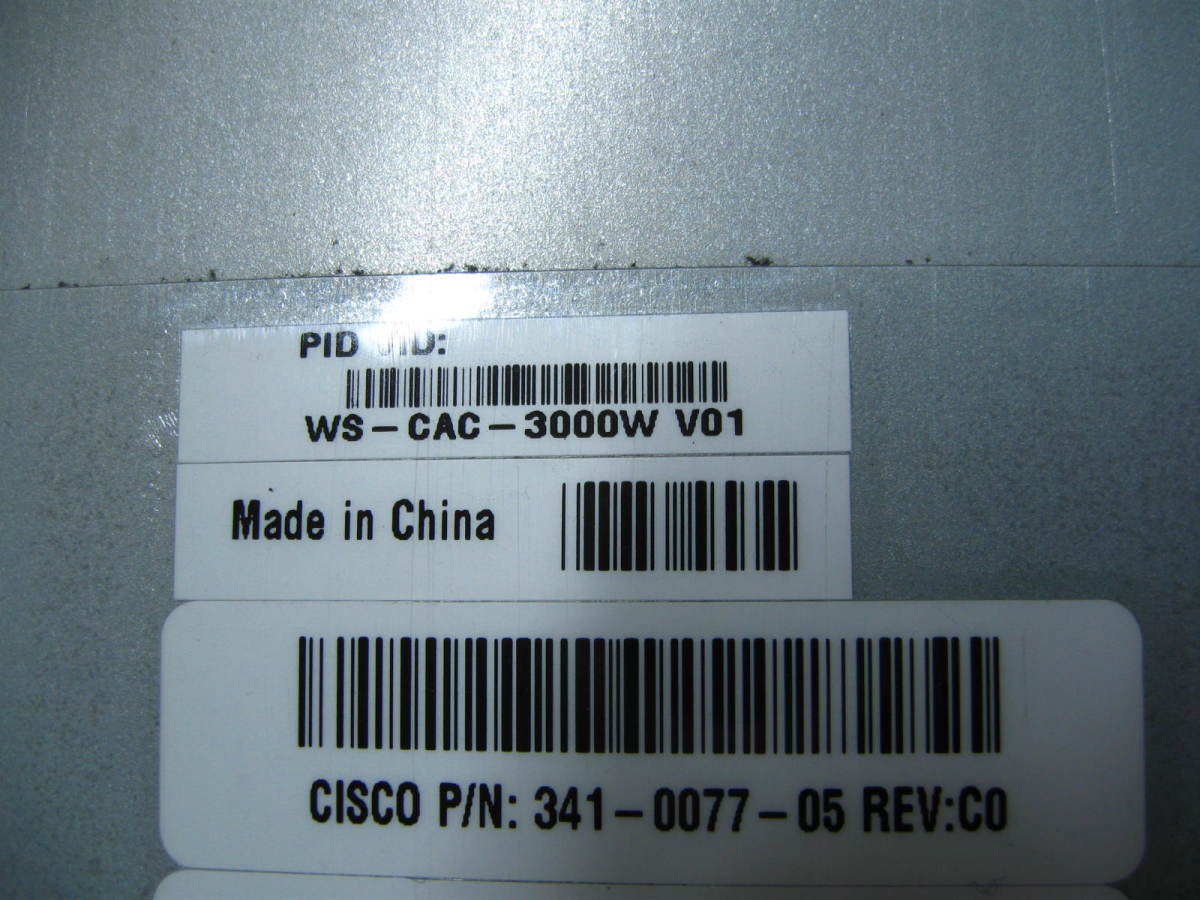 PID VID:
WS-CAC-3000W V01
Made in China
CISCO P/N: 341-0077-05 REV:C0